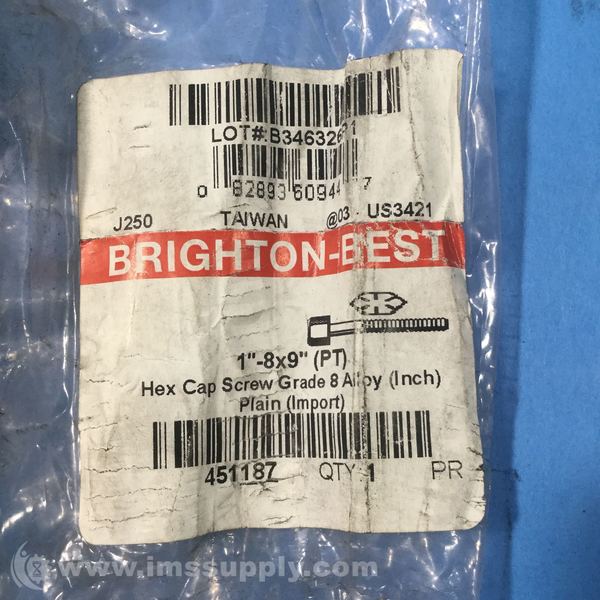 LOT#:B346326
0 82893 60944 7
J250 TAIWAN @03 US3421
BRIGHTON-BEST
1"-8x9" (PT)
Hex Cap Screw Grade 8 Alloy (Inch)
Plain (Import)
451187 QTY 1 PR
www.imssupply.com